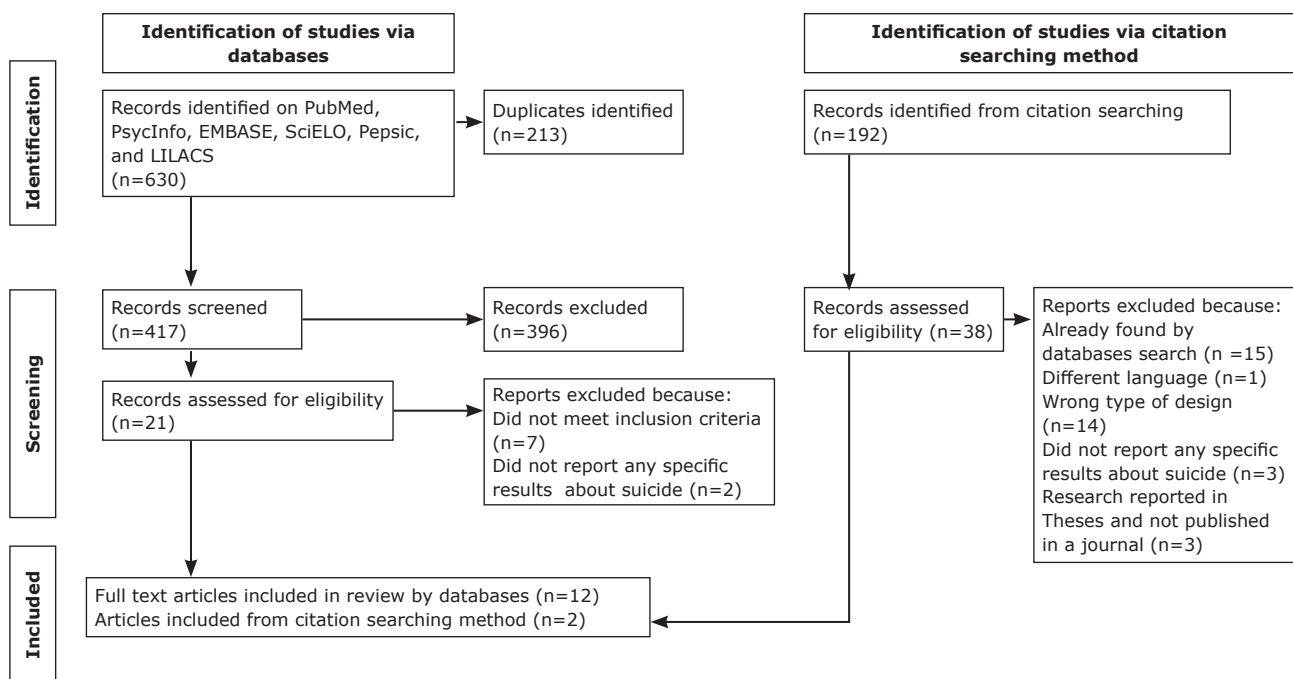 Identification of studies via
databases
Identification of studies via citation
searching method
Identification
Records identified on PubMed,
PsycInfo, EMBASE, SciELO, Pepsic,
and LILACS
(n=630)
Duplicates identified
(n=213)
Records identified from citation searching
(n=192)
Screening
Records screened
(n=417)
Records excluded
(n=396)
Records assessed for eligibility
(n=21)
Reports excluded because:
Did not meet inclusion criteria
(n=7)
Did not report any specific
results about suicide (n=2)
Records assessed
for eligibility (n=38)
Reports excluded because:
Already found by
databases search (n =15)
Different language (n=1)
Wrong type of design
(n=14)
Did not report any specific
results about suicide (n=3)
Research reported in
Theses and not published
in a journal (n=3)
Included
Full text articles included in review by databases (n=12)
Articles included from citation searching method (n=2)